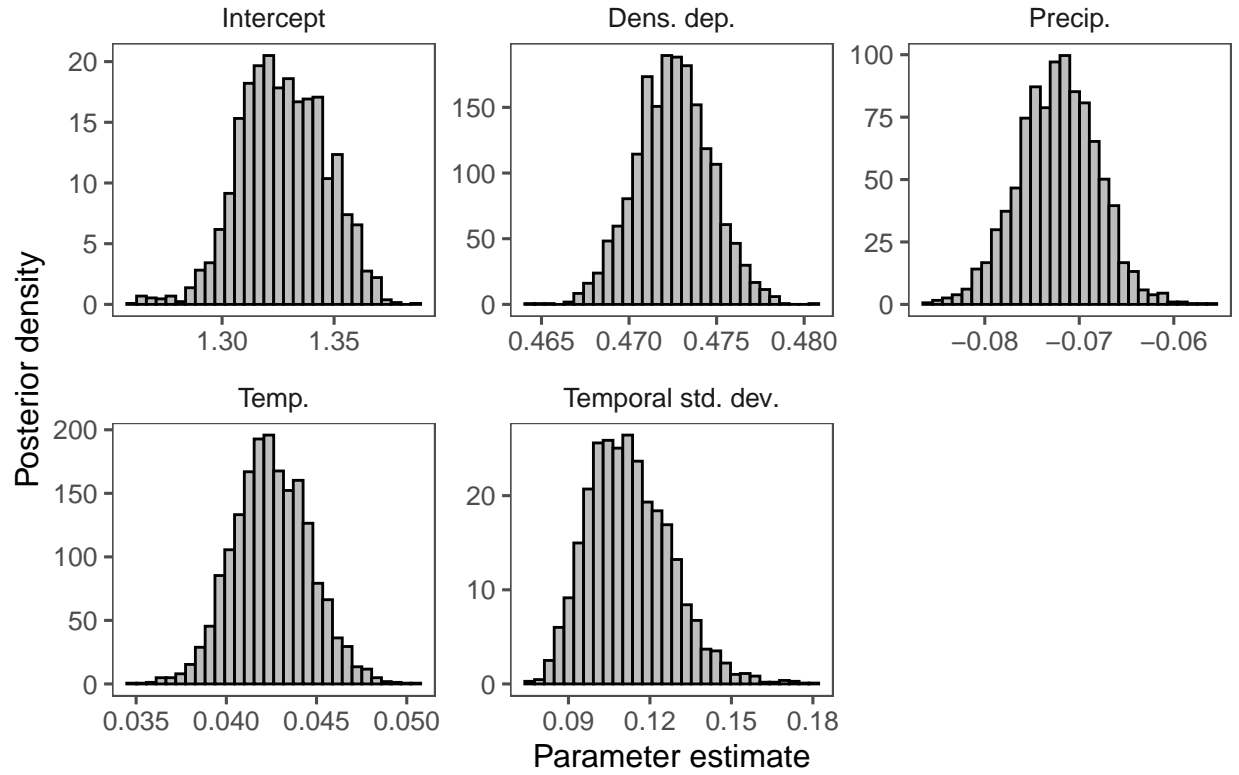 Intercept
Dens. dep.
Precip.
20
15
10
5
0
1.30 1.35
150
100
50
0
0.465 0.470 0.475 0.480
100
75
50
25
0
−0.08 −0.07 −0.06
Temp.
Temporal std. dev.
200
150
100
50
0
0.035 0.040 0.045 0.050
20
10
0
0.09 0.12 0.15 0.18
Posterior density
Parameter estimate